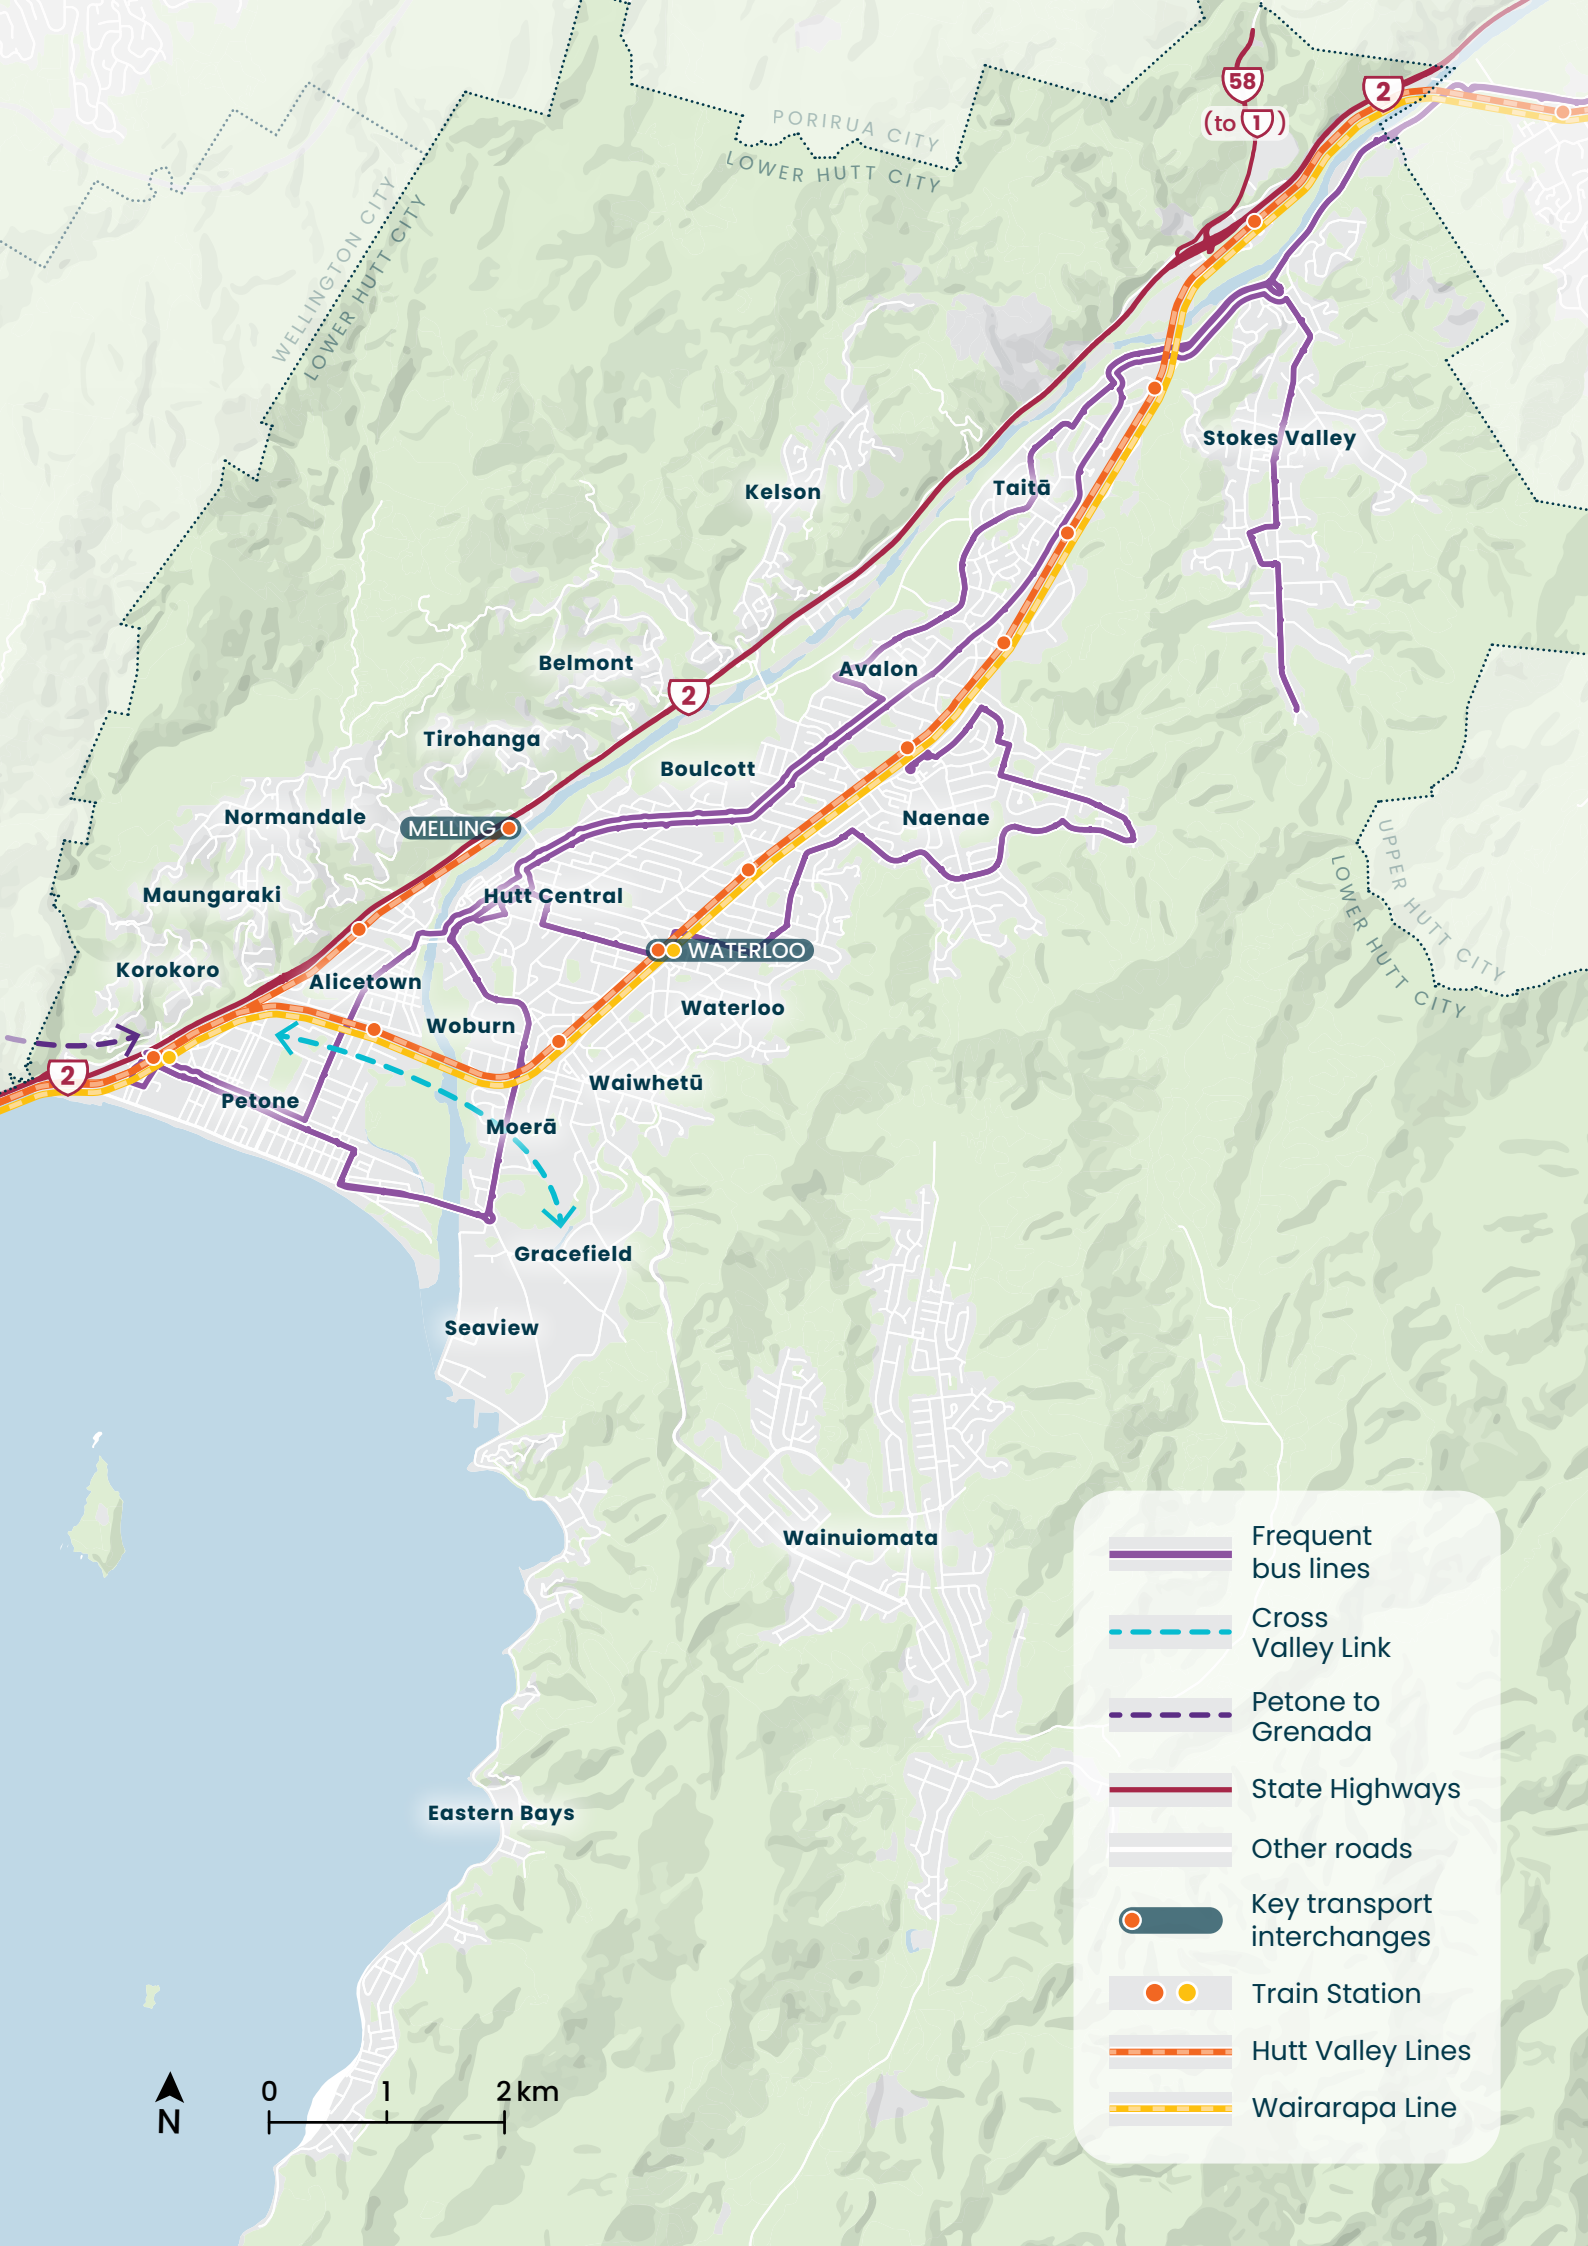 58
2
(to 1)
PORIRUA CITY
LOWER HUTT CITY
WELLINGTON CITY
LOWER HUTT CITY
Stokes Valley
Kelson
Taitā
Belmont
Avalon
2
Tirohanga
Boulcott
Normandale
MELLING
Naenae
UPPER HUTT CITY
LOWER HUTT CITY
Maungaraki
Hutt Central
WATERLOO
Korokoro
Alicetown
Waterloo
Woburn
2
Waiwhetū
Petone
Moerā
Gracefield
Seaview
Wainuiomata
Eastern Bays
Frequent
bus lines
Cross
Valley Link
Petone to
Grenada
State Highways
Other roads
Key transport
interchanges
Train Station
Hutt Valley Lines
Wairarapa Line
N
0 1 2 km